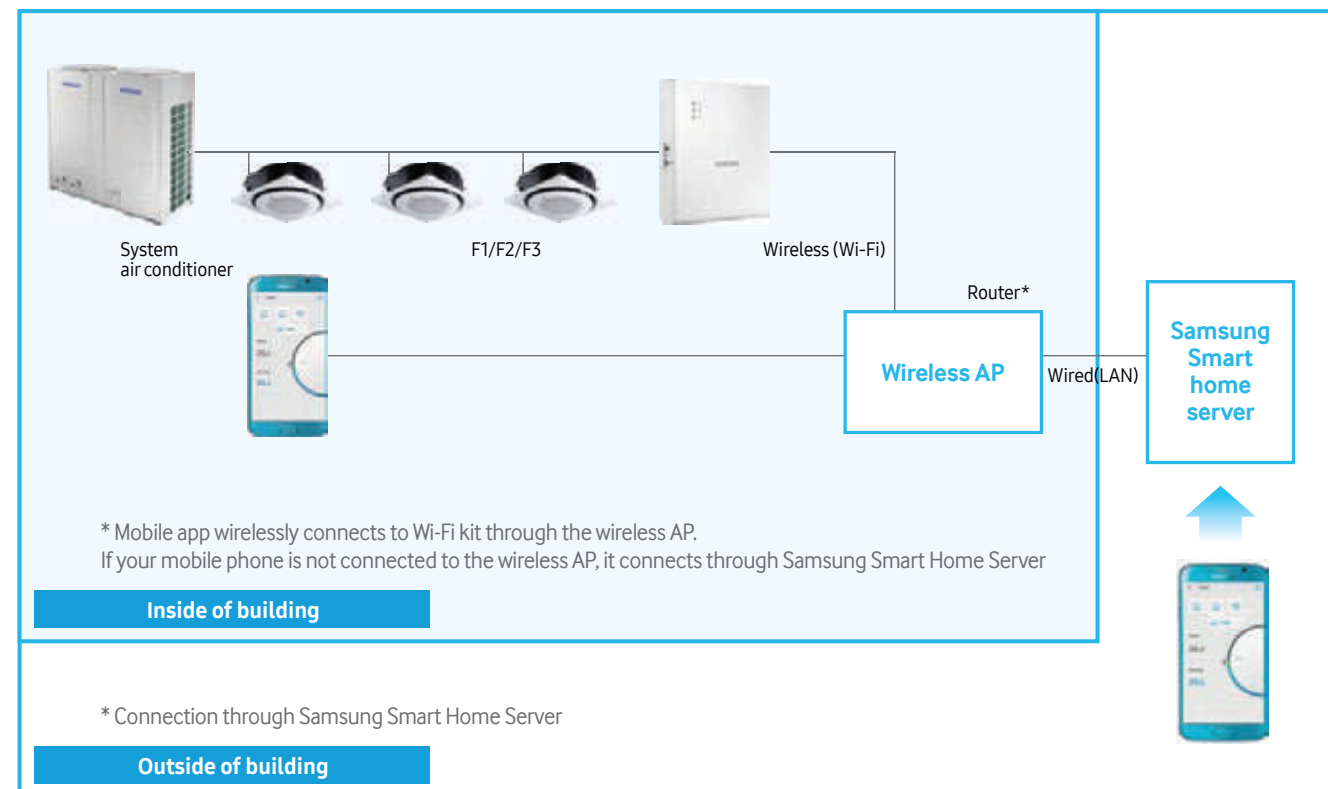 System
air conditioner
F1/F2/F3
Wireless (Wi-Fi)
Router*
Wireless AP
Wired(LAN)
Samsung
Smart
home
server
* Mobile app wirelessly connects to Wi-Fi kit through the wireless AP.
If your mobile phone is not connected to the wireless AP, it connects through Samsung Smart Home Server
Inside of building
* Connection through Samsung Smart Home Server
Outside of building